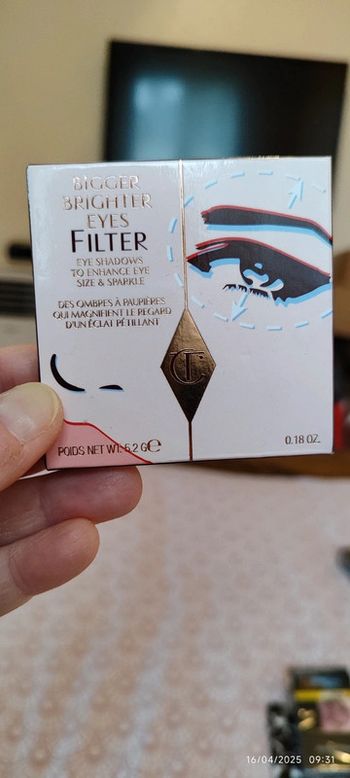 BIGGER
BRIGHTER
EYES
FILTER
EYE SHADOWS
TO ENHANCE EYE
SIZE & SPARKLE
DES OMBRES À PAUPIÈRES
QUI MAGNIFIENT LE REGARD
D'UN ÉCLAT PÉTILLANT
CT
POIDS NET WT. 5.2 G℮
0.18 OZ.
16/04/2025 09:31